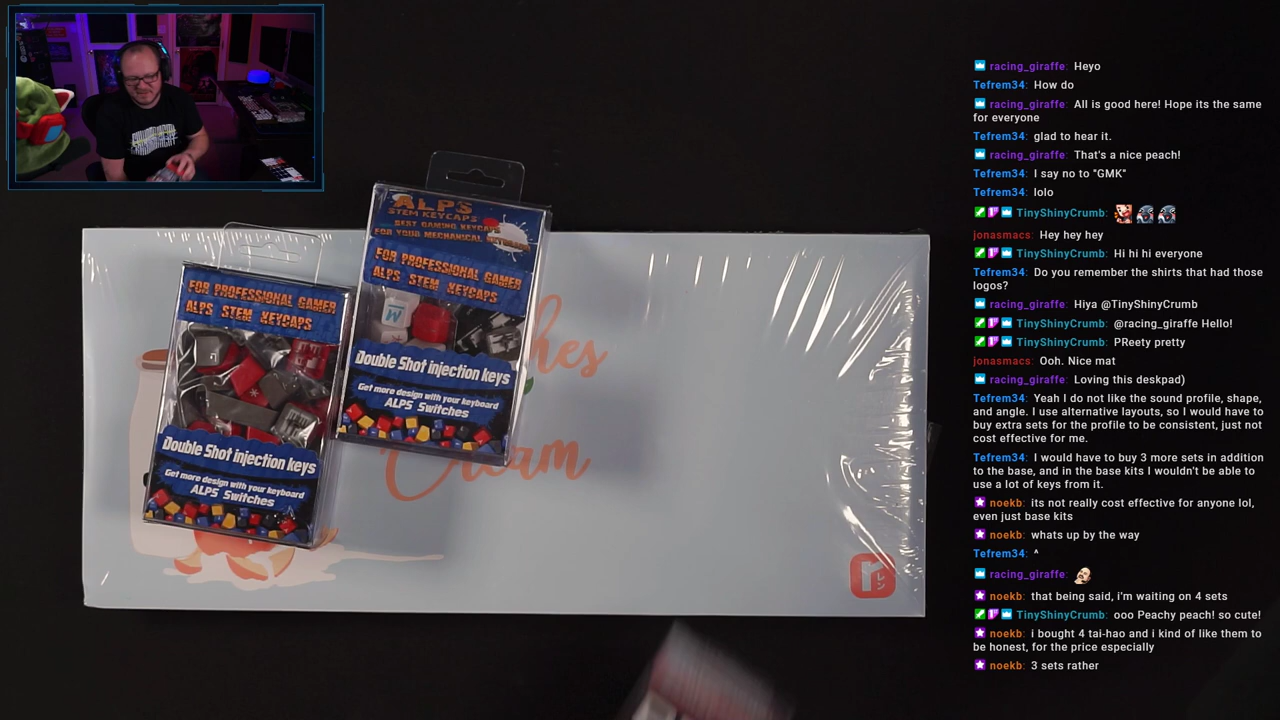 ALPS
STEM KEYCAPS
BEST GAMING KEYCAPS
FOR YOUR MECHANICAL
FOR PROFESSIONAL GAMER
ALPS STEM KEYCAPS
W
Double Shot injection keys
Get more design with your keyboard
ALPS Switches
FOR PROFESSIONAL GAMER
ALPS STEM KEYCAPS
Double Shot injection keys
Get more design with your keyboard
ALPS Switches
hes
Cream
r レン
racing_giraffe: Heyo
Tefrem34: How do
racing_giraffe: All is good here! Hope its the same
for everyone
Tefrem34: glad to hear it.
racing_giraffe: That's a nice peach!
Tefrem34: I say no to "GMK"
Tefrem34: lolo
TinyShinyCrumb:
jonasmacs: Hey hey hey
TinyShinyCrumb: Hi hi hi everyone
Tefrem34: Do you remember the shirts that had those
logos?
racing_giraffe: Hiya @TinyShinyCrumb
TinyShinyCrumb: @racing_giraffe Hello!
TinyShinyCrumb: PReety pretty
jonasmacs: Ooh. Nice mat
racing_giraffe: Loving this deskpad)
Tefrem34: Yeah I do not like the sound profile, shape,
and angle. I use alternative layouts, so I would have to
buy extra sets for the profile to be consistent, just not
cost effective for me.
Tefrem34: I would have to buy 3 more sets in addition
to the base, and in the base kits I wouldn't be able to
use a lot of keys from it.
noekb: its not really cost effective for anyone lol,
even just base kits
noekb: whats up by the way
Tefrem34: ^
racing_giraffe:
noekb: that being said, i'm waiting on 4 sets
TinyShinyCrumb: ooo Peachy peach! so cute!
noekb: i bought 4 tai-hao and i kind of like them to
be honest, for the price especially
noekb: 3 sets rather